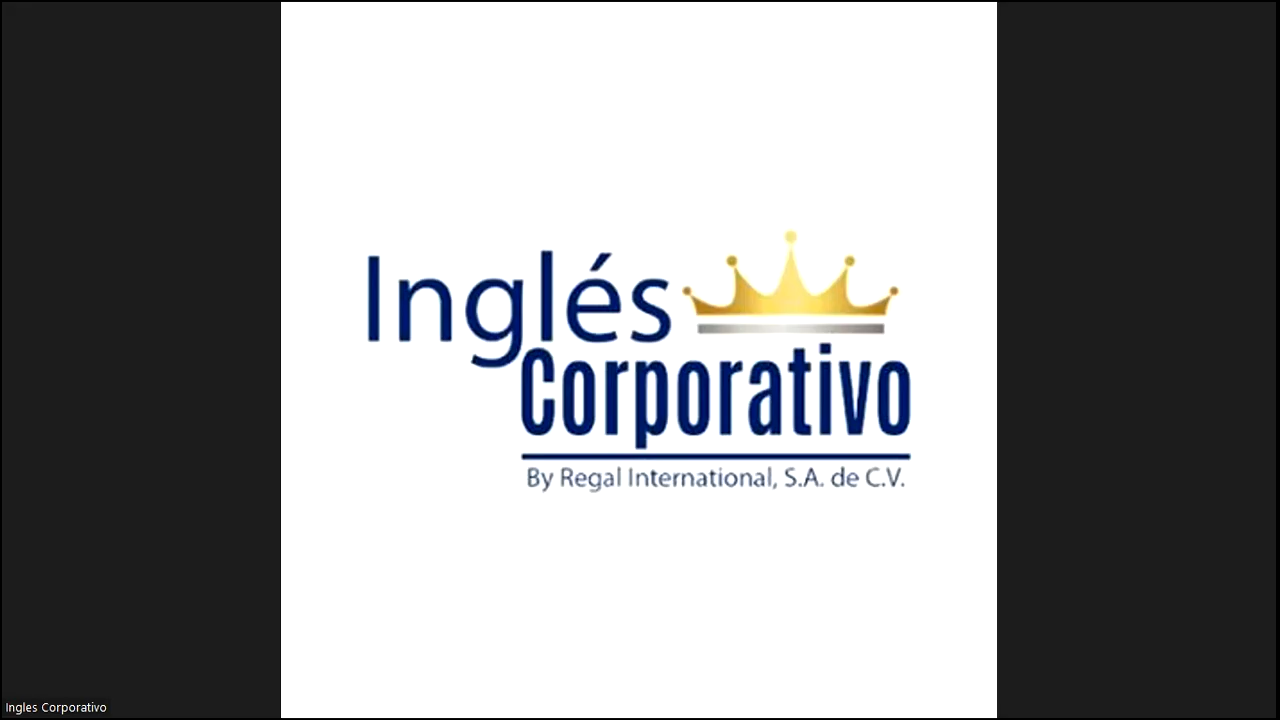 Inglés
Corporativo
By Regal International, S.A. de C.V.
Ingles Corporativo